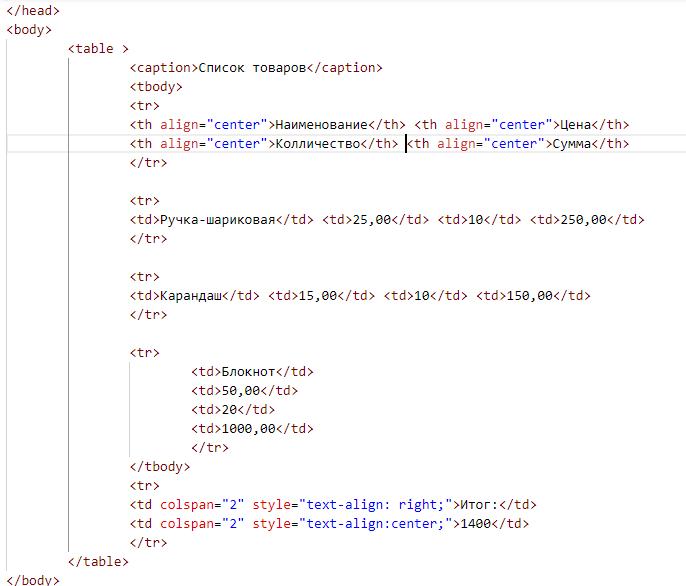 </head>
<body>
<table >
<caption>Список товаров</caption>
<tbody>
<tr>
<th align="center">Наименование</th> <th align="center">Цена</th>
<th align="center">Колличество</th> <th align="center">Сумма</th>
</tr>
<tr>
<td>Ручка-шариковая</td> <td>25,00</td> <td>10</td> <td>250,00</td>
</tr>
<tr>
<td>Карандаш</td> <td>15,00</td> <td>10</td> <td>150,00</td>
</tr>
<tr>
<td>Блокнот</td>
<td>50,00</td>
<td>20</td>
<td>1000,00</td>
</tr>
</tbody>
<tr>
<td colspan="2" style="text-align: right;">Итог:</td>
<td colspan="2" style="text-align:center;">1400</td>
</tr>
</table>
</body>